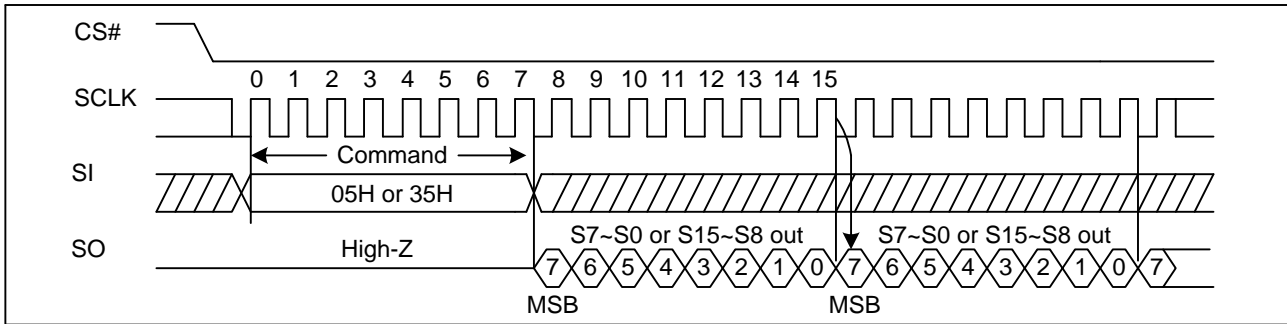 CS#
0 1 2 3 4 5 6 7 8 9 10 11 12 13 14 15
SCLK
Command
SI
05H or 35H
S7~S0 or S15~S8 out S7~S0 or S15~S8 out
SO High-Z
7 6 5 4 3 2 1 0 7 6 5 4 3 2 1 0 7
MSB MSB